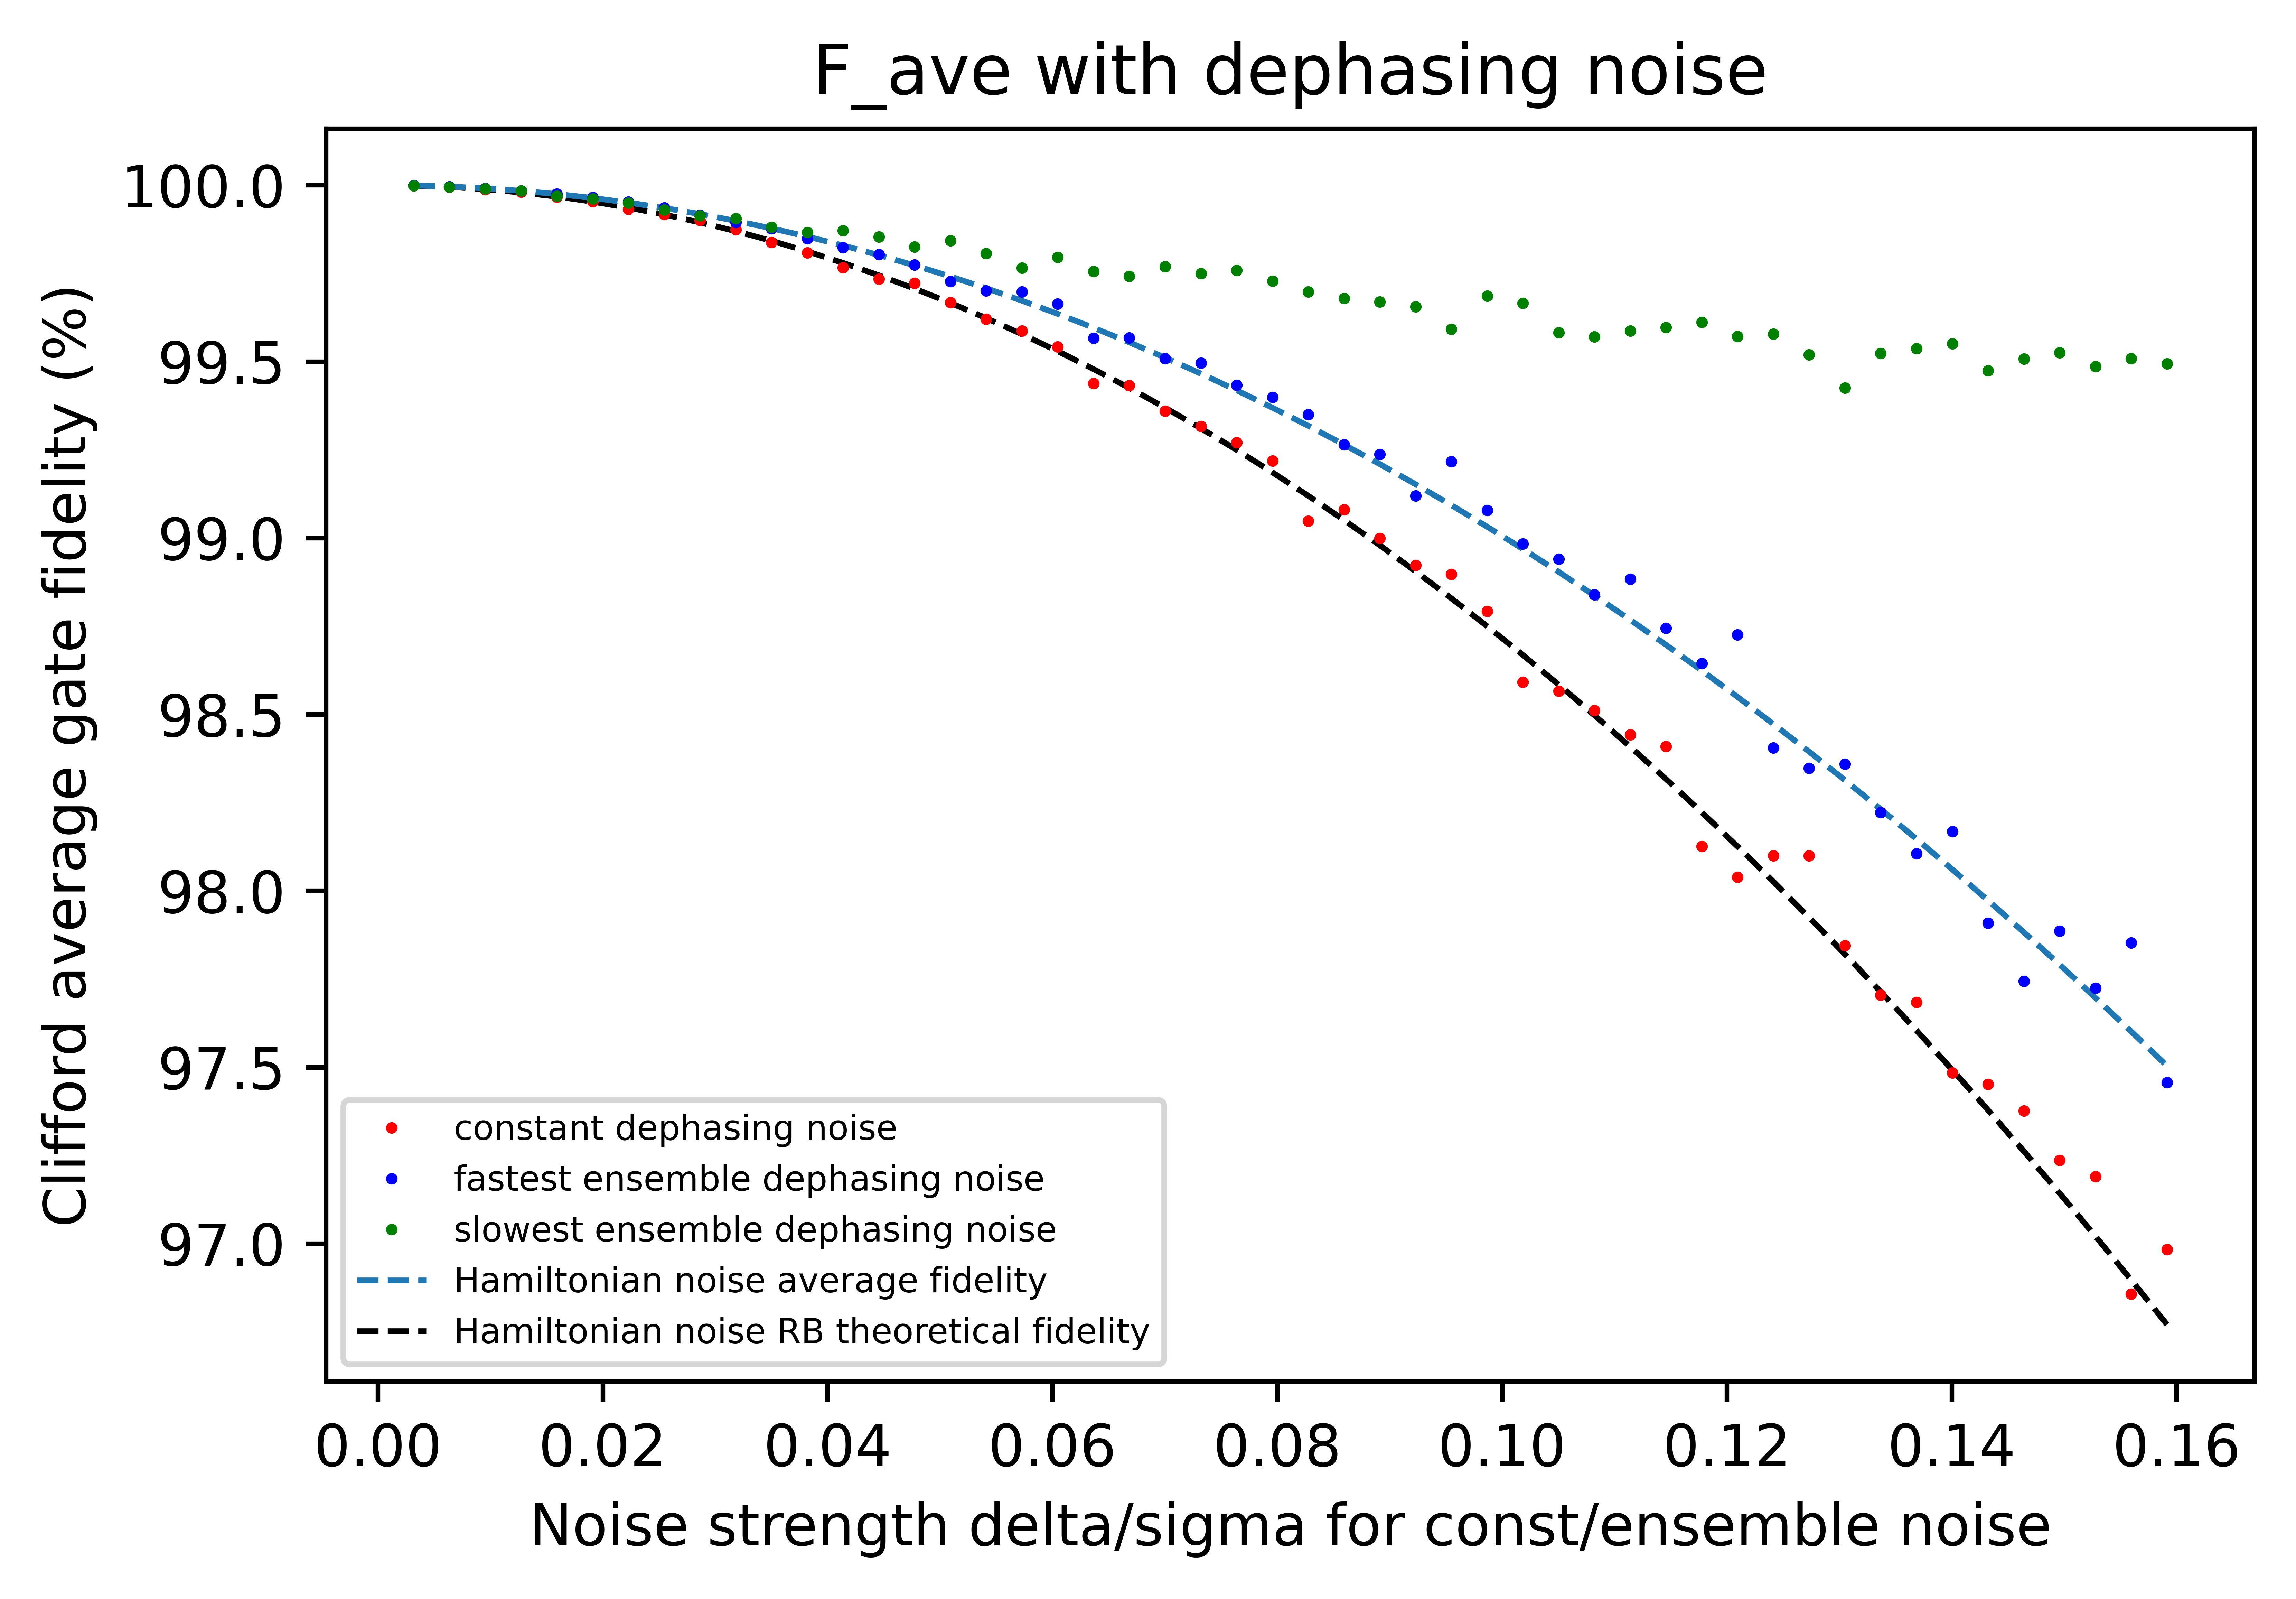 F_ave with dephasing noise
Clifford average gate fidelity (%)
100.0
99.5
99.0
98.5
98.0
97.5
97.0
constant dephasing noise
fastest ensemble dephasing noise
slowest ensemble dephasing noise
Hamiltonian noise average fidelity
Hamiltonian noise RB theoretical fidelity
0.00 0.02 0.04 0.06 0.08 0.10 0.12 0.14 0.16
Noise strength delta/sigma for const/ensemble noise